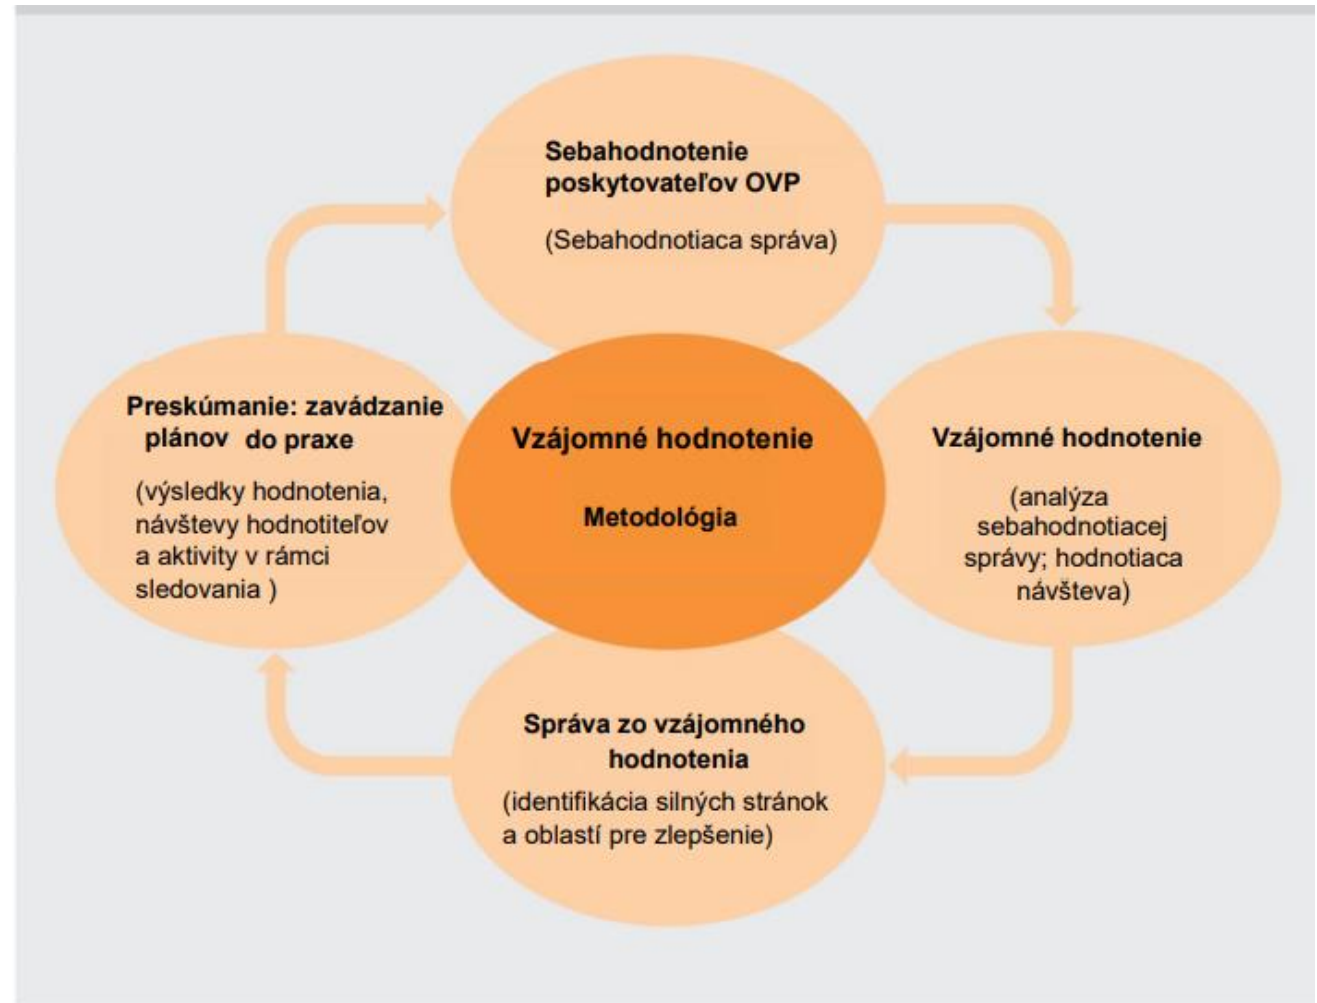 Sebahodnotenie
poskytovateľov OVP
(Sebahodnotiaca správa)
Preskúmanie: zavádzanie
plánov do praxe
(výsledky hodnotenia,
návštevy hodnotiteľov
a aktivity v rámci
sledovania )
Vzájomné hodnotenie
Metodológia
Vzájomné hodnotenie
(analýza
sebahodnotiacej
správy; hodnotiaca
návšteva)
Správa zo vzájomného
hodnotenia
(identifikácia silných stránok
a oblastí pre zlepšenie)